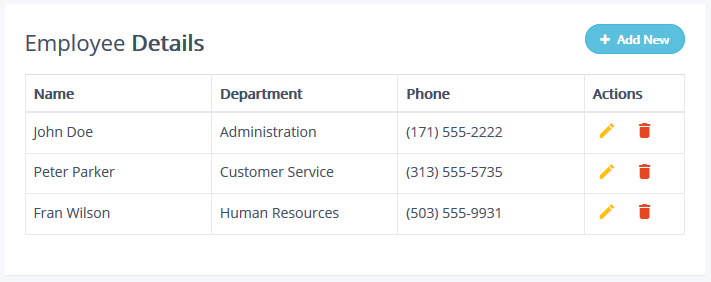 Employee Details
+ Add New
Name Department Phone Actions
John Doe Administration (171) 555-2222
Peter Parker Customer Service (313) 555-5735
Fran Wilson Human Resources (503) 555-9931